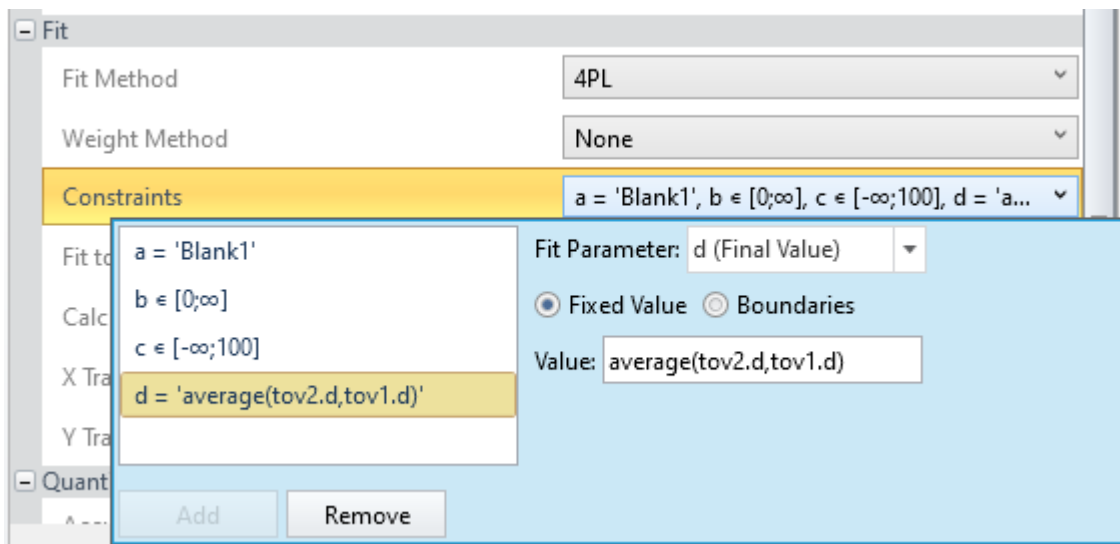 Fit
Fit Method 4PL
Weight Method None
Constraints a = 'Blank1', b ∊ [0;∞], c ∊ [-∞;100], d = 'a...
Fit to
Calc
X Tra
Y Tra
Quant
a = 'Blank1'
b ∊ [0;∞]
c ∊ [-∞;100]
d = 'average(tov2.d,tov1.d)'
Fit Parameter: d (Final Value)
Fixed Value Boundaries
Value: average(tov2.d,tov1.d)
Add Remove